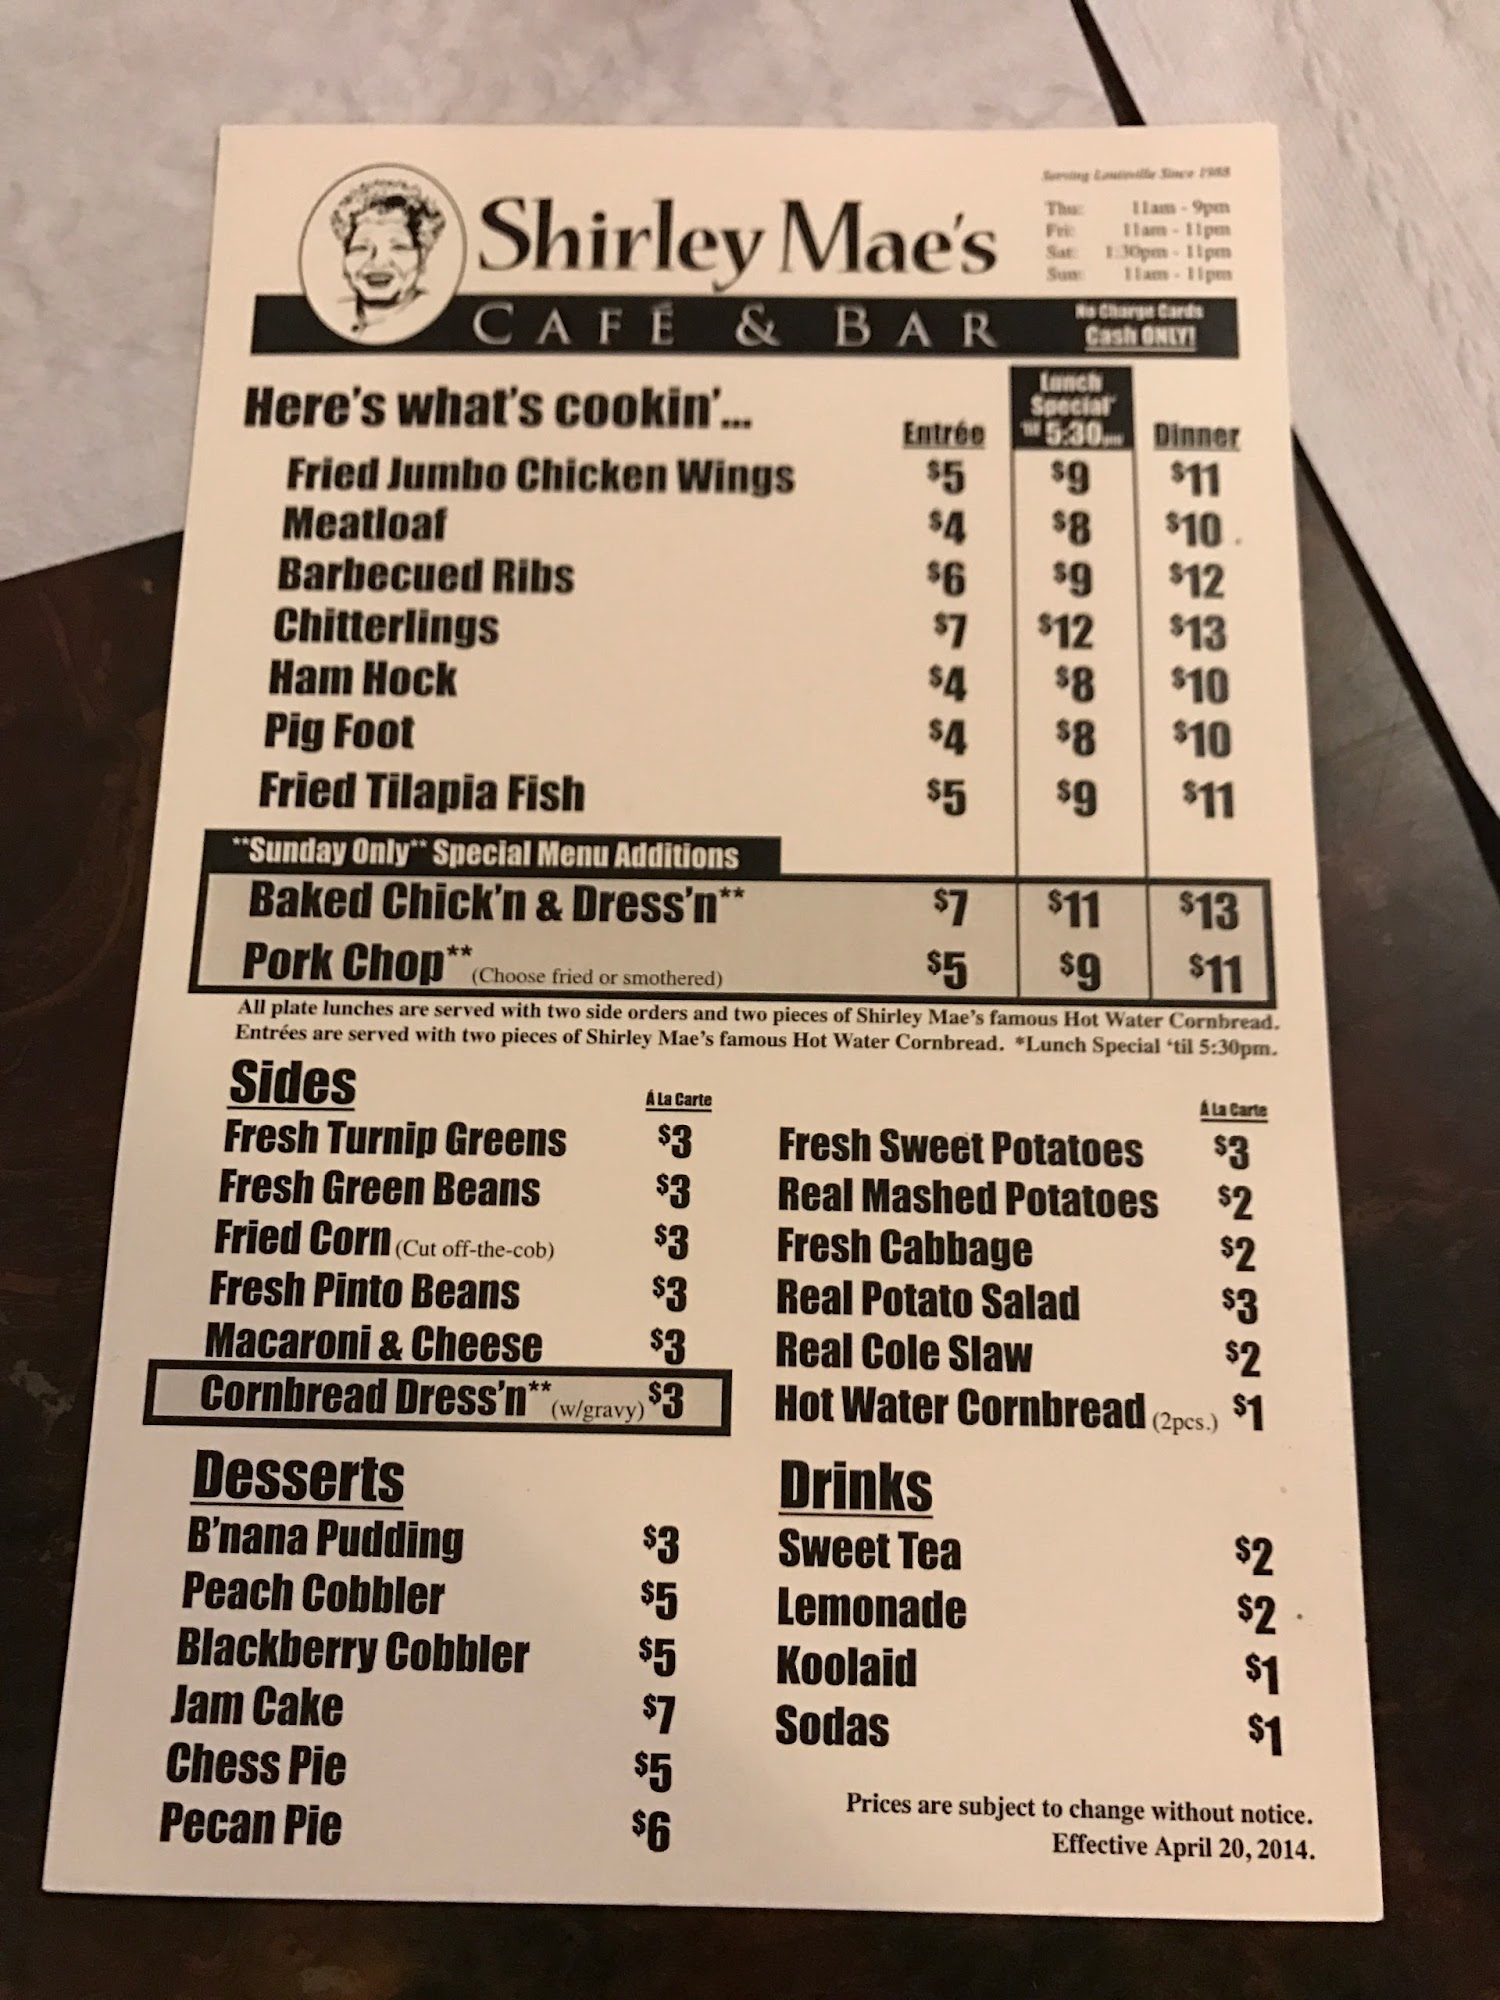 Serving Louisville Since 1988
Shirley Mae's
CAFÉ & BAR
Thu: 11am - 9pm
Fri: 11am - 11pm
Sat: 1:30pm - 11pm
Sun: 11am - 11pm
No Charge Cards
Cash ONLY!
Here's what's cookin'...
Entrée
Lunch
Special*
'til 5:30pm
Dinner
Fried Jumbo Chicken Wings $5 $9 $11
Meatloaf $4 $8 $10
Barbecued Ribs $6 $9 $12
Chitterlings $7 $12 $13
Ham Hock $4 $8 $10
Pig Foot $4 $8 $10
Fried Tilapia Fish $5 $9 $11
**Sunday Only** Special Menu Additions
Baked Chick'n & Dress'n** $7 $11 $13
Pork Chop** (Choose fried or smothered) $5 $9 $11
All plate lunches are served with two side orders and two pieces of Shirley Mae's famous Hot Water Cornbread.
Entrées are served with two pieces of Shirley Mae's famous Hot Water Cornbread. *Lunch Special 'til 5:30pm.
Sides
Á La Carte
Fresh Turnip Greens $3
Fresh Green Beans $3
Fried Corn (Cut off-the-cob) $3
Fresh Pinto Beans $3
Macaroni & Cheese $3
Cornbread Dress'n** (w/gravy) $3
Á La Carte
Fresh Sweet Potatoes $3
Real Mashed Potatoes $2
Fresh Cabbage $2
Real Potato Salad $3
Real Cole Slaw $2
Hot Water Cornbread (2pcs.) $1
Desserts
B'nana Pudding $3
Peach Cobbler $5
Blackberry Cobbler $5
Jam Cake $7
Chess Pie $5
Pecan Pie $6
Drinks
Sweet Tea $2
Lemonade $2
Koolaid $1
Sodas $1
Prices are subject to change without notice.
Effective April 20, 2014.